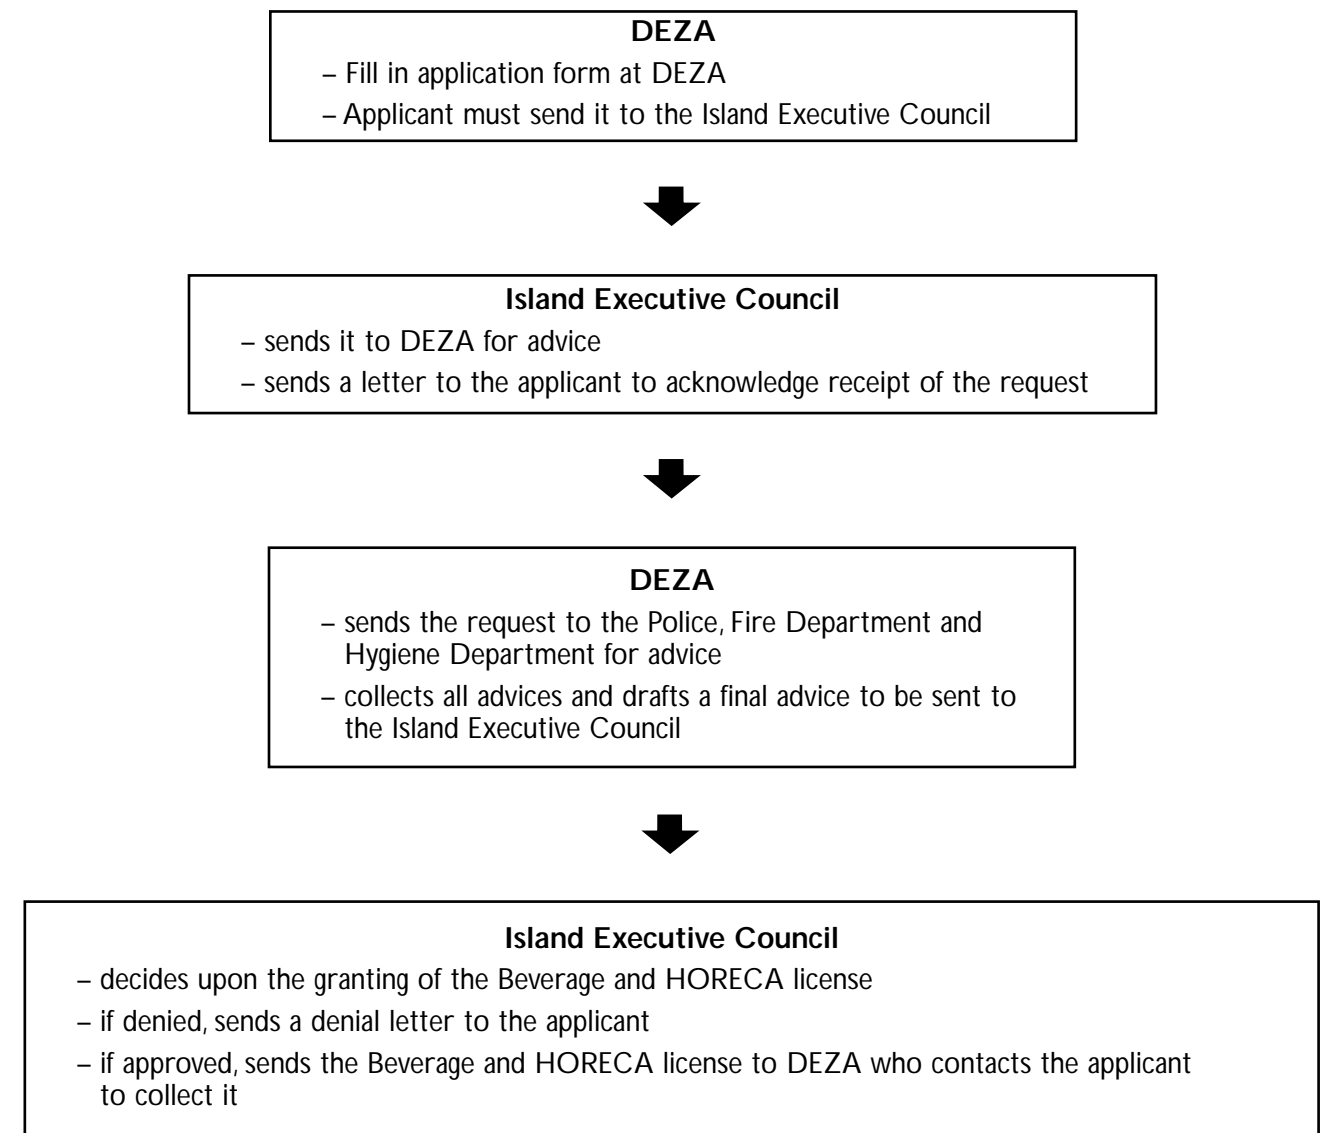 DEZA
– Fill in application form at DEZA
– Applicant must send it to the Island Executive Council
Island Executive Council
– sends it to DEZA for advice
– sends a letter to the applicant to acknowledge receipt of the request
DEZA
– sends the request to the Police, Fire Department and
Hygiene Department for advice
– collects all advices and drafts a final advice to be sent to
the Island Executive Council
Island Executive Council
– decides upon the granting of the Beverage and HORECA license
– if denied, sends a denial letter to the applicant
– if approved, sends the Beverage and HORECA license to DEZA who contacts the applicant
to collect it